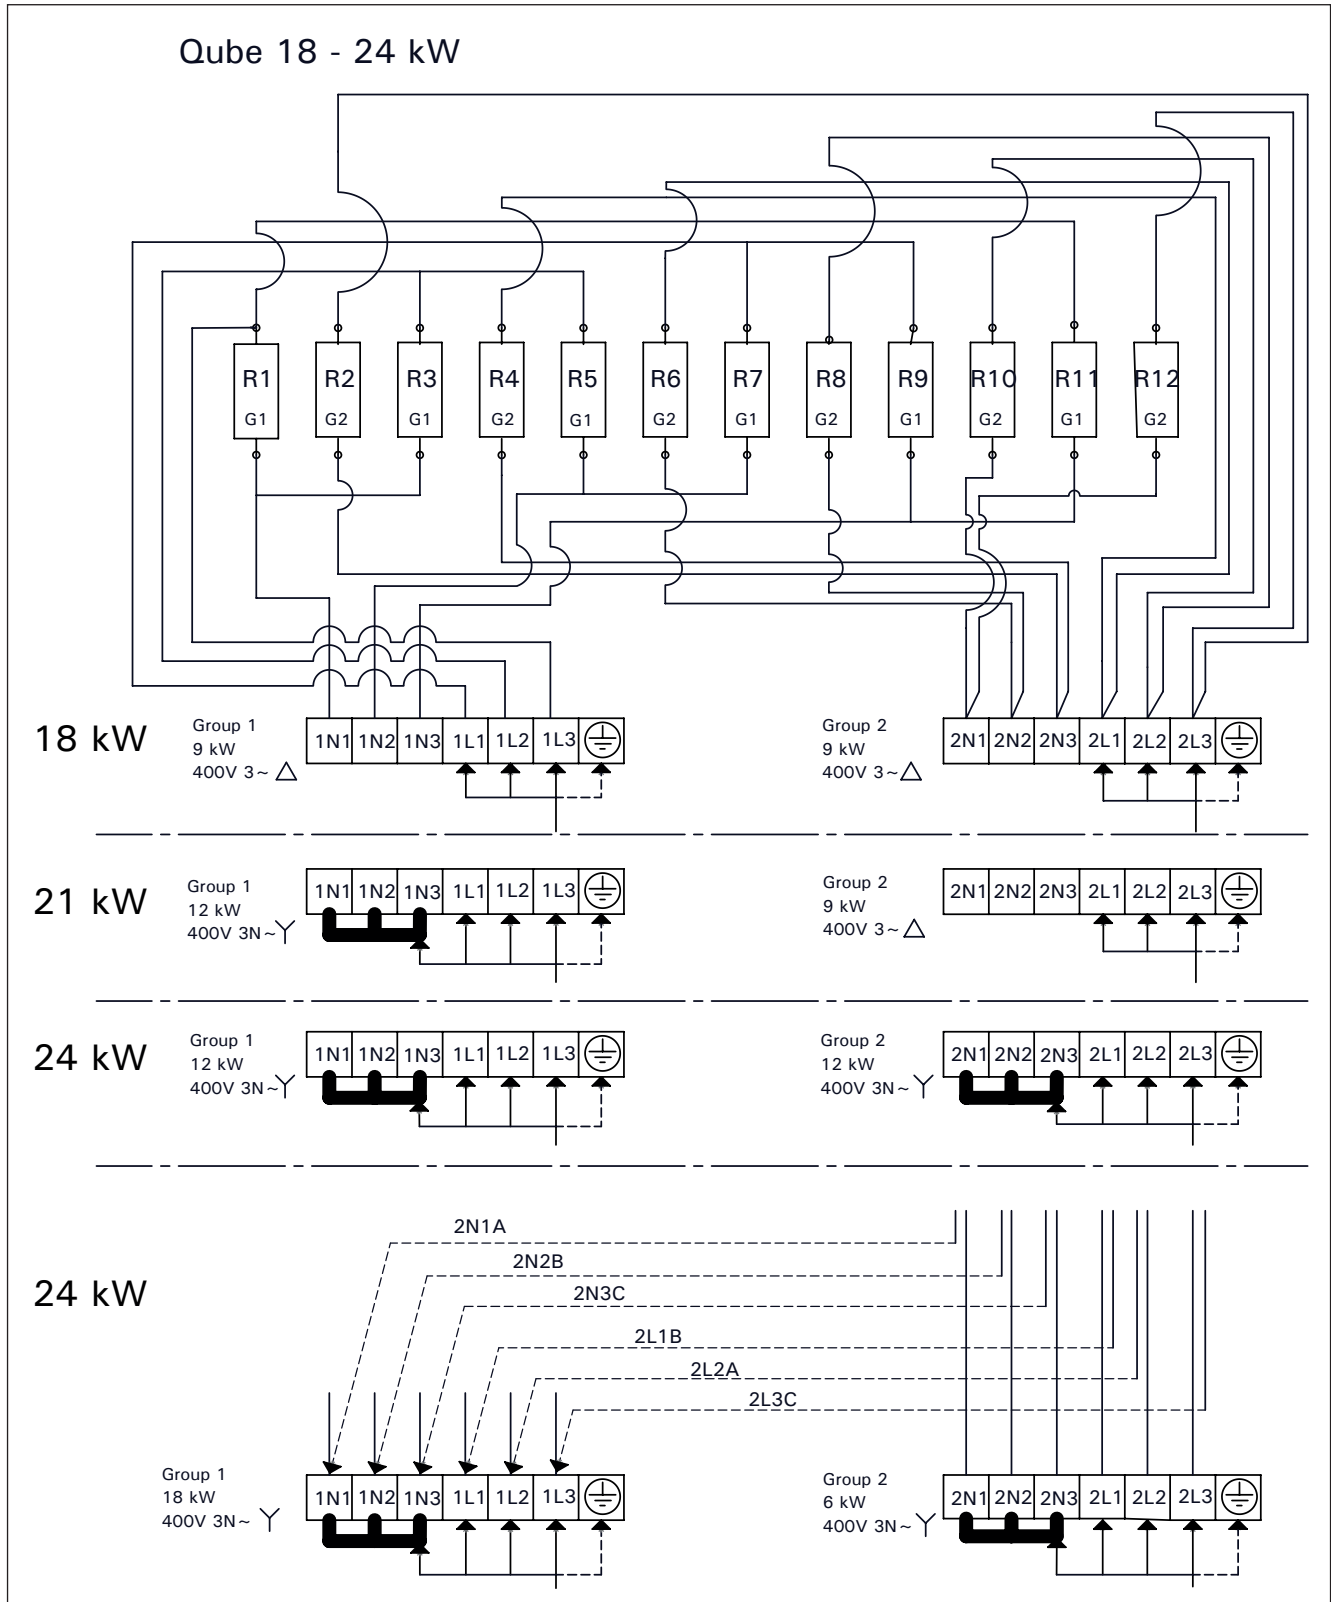 Qube 18 - 24 kW
R1 R2 R3 R4 R5 R6 R7 R8 R9 R10 R11 R12
G1 G2 G1 G2 G1 G2 G1 G2 G1 G2 G1 G2
18 kW
Group 1
9 kW
400V 3~
1N1 1N2 1N3 1L1 1L2 1L3
Group 2
9 kW
400V 3~
2N1 2N2 2N3 2L1 2L2 2L3
21 kW
Group 1
12 kW
400V 3N~
1N1 1N2 1N3 1L1 1L2 1L3
Group 2
9 kW
400V 3~
2N1 2N2 2N3 2L1 2L2 2L3
24 kW
Group 1
12 kW
400V 3N~
1N1 1N2 1N3 1L1 1L2 1L3
Group 2
12 kW
400V 3N~
2N1 2N2 2N3 2L1 2L2 2L3
24 kW
2N1A
2N2B
2N3C
2L1B
2L2A
2L3C
Group 1
18 kW
400V 3N~
1N1 1N2 1N3 1L1 1L2 1L3
Group 2
6 kW
400V 3N~
2N1 2N2 2N3 2L1 2L2 2L3